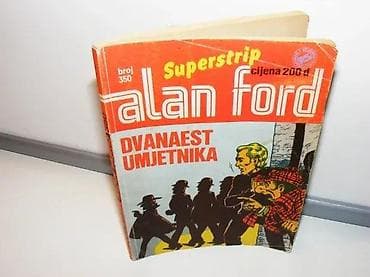 Superstrip
broj
350
cijena 200 d
alan ford
DVANAEST
UMJETNIKA